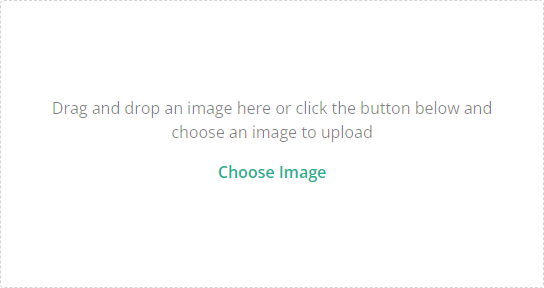 Drag and drop an image here or click the button below and
choose an image to upload
Choose Image